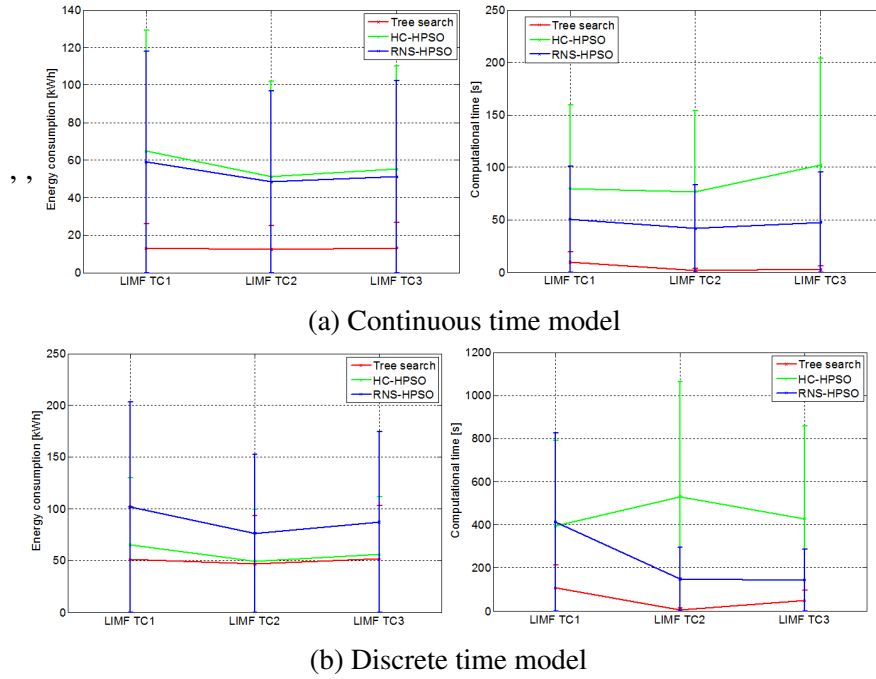 140
120
100
80
60
40
20
0
Energy consumption [kWh]
Tree search
HC-HPSO
RNS-HPSO
LIMF TC1 LIMF TC2 LIMF TC3
, ,
250
200
150
100
50
0
Computational time [s]
Tree search
HC-HPSO
RNS-HPSO
LIMF TC1 LIMF TC2 LIMF TC3
(a) Continuous time model
250
200
150
100
50
0
Energy consumption [kWh]
Tree search
HC-HPSO
RNS-HPSO
LIMF TC1 LIMF TC2 LIMF TC3
1200
1000
800
600
400
200
0
Computational time [s]
Tree search
HC-HPSO
RNS-HPSO
LIMF TC1 LIMF TC2 LIMF TC3
(b) Discrete time model